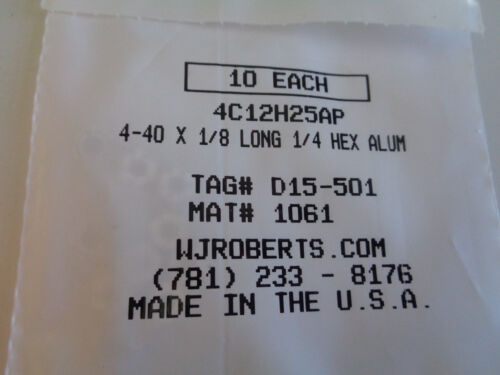 10 EACH
4C12H25AP
4-40 X 1/8 LONG 1/4 HEX ALUM
TAG# D15-501
MAT# 1061
WJROBERTS.COM
(781) 233 - 8176
MADE IN THE U.S.A.